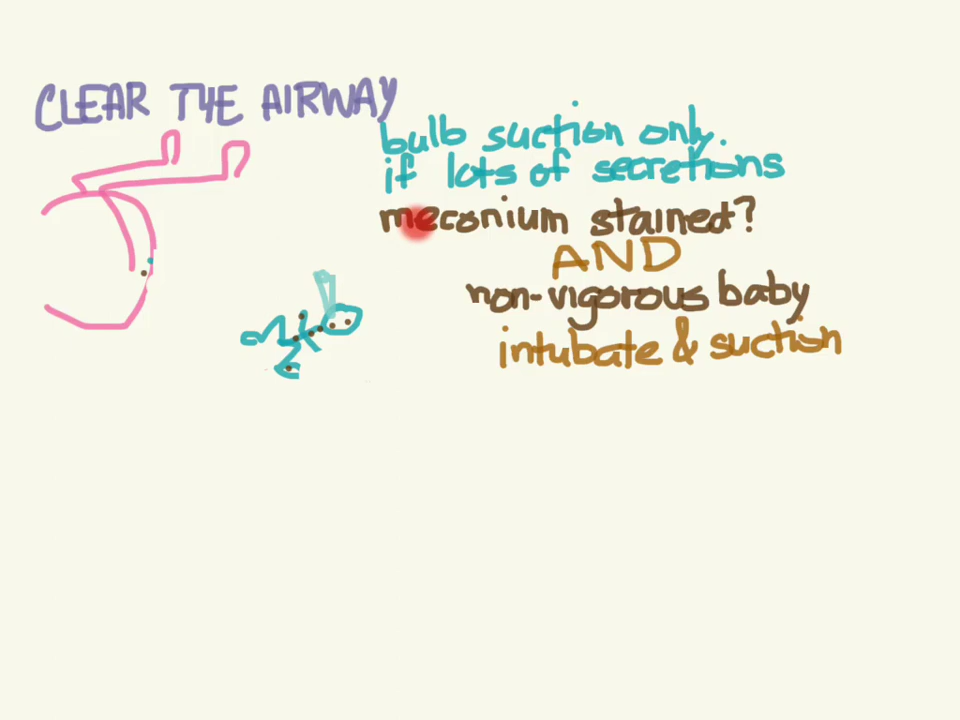 CLEAR THE AIRWAY
bulb suction only.
if lots of secretions
meconium stained?
AND
non-vigorous baby
intubate & suction